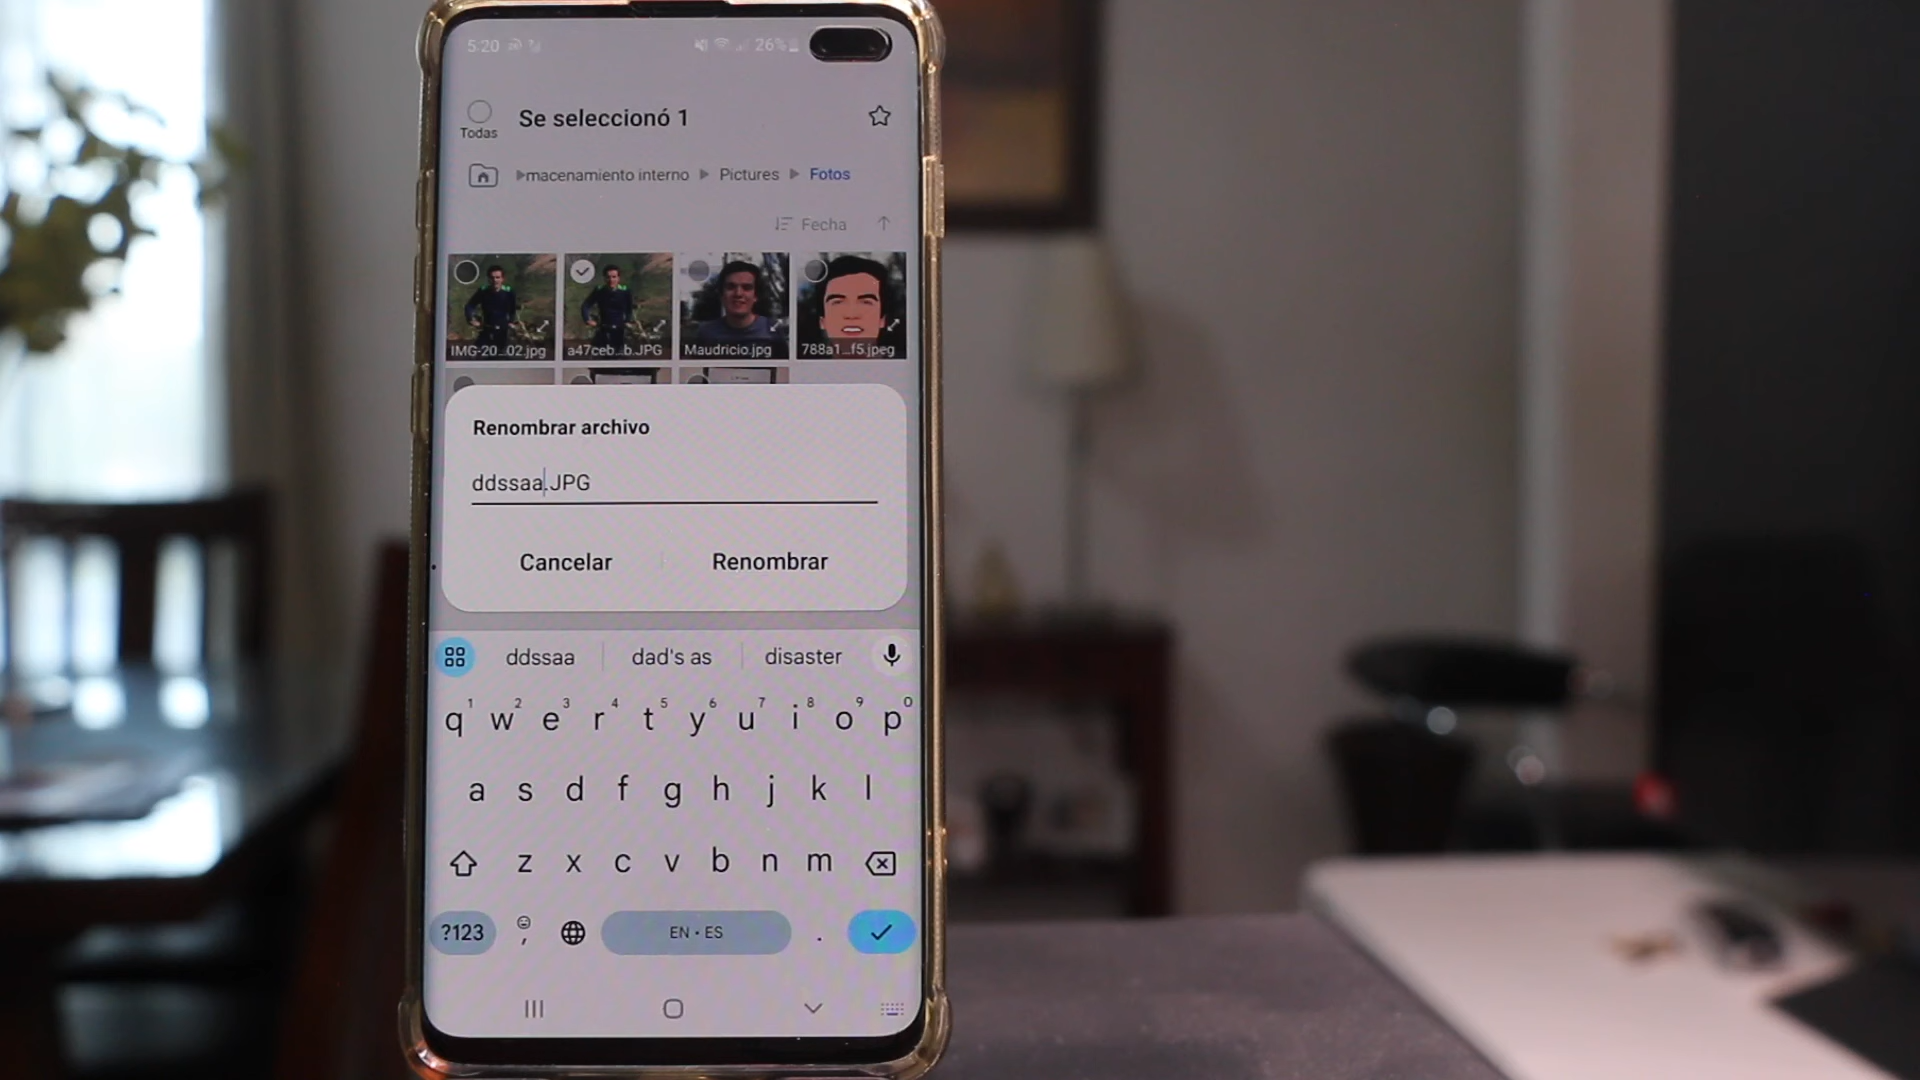 5:20 26%
Todas
Se seleccionó 1
macenamiento interno Pictures Fotos
Fecha
IMG-20...02.jpg a47ceb...b.JPG Maudricio.jpg 788a1...f5.jpeg
Renombrar archivo
ddssaa.JPG
Cancelar Renombrar
ddssaa dad's as disaster
1 2 3 4 5 6 7 8 9 0
q w e r t y u i o p
a s d f g h j k l
z x c v b n m
?123 , EN • ES .